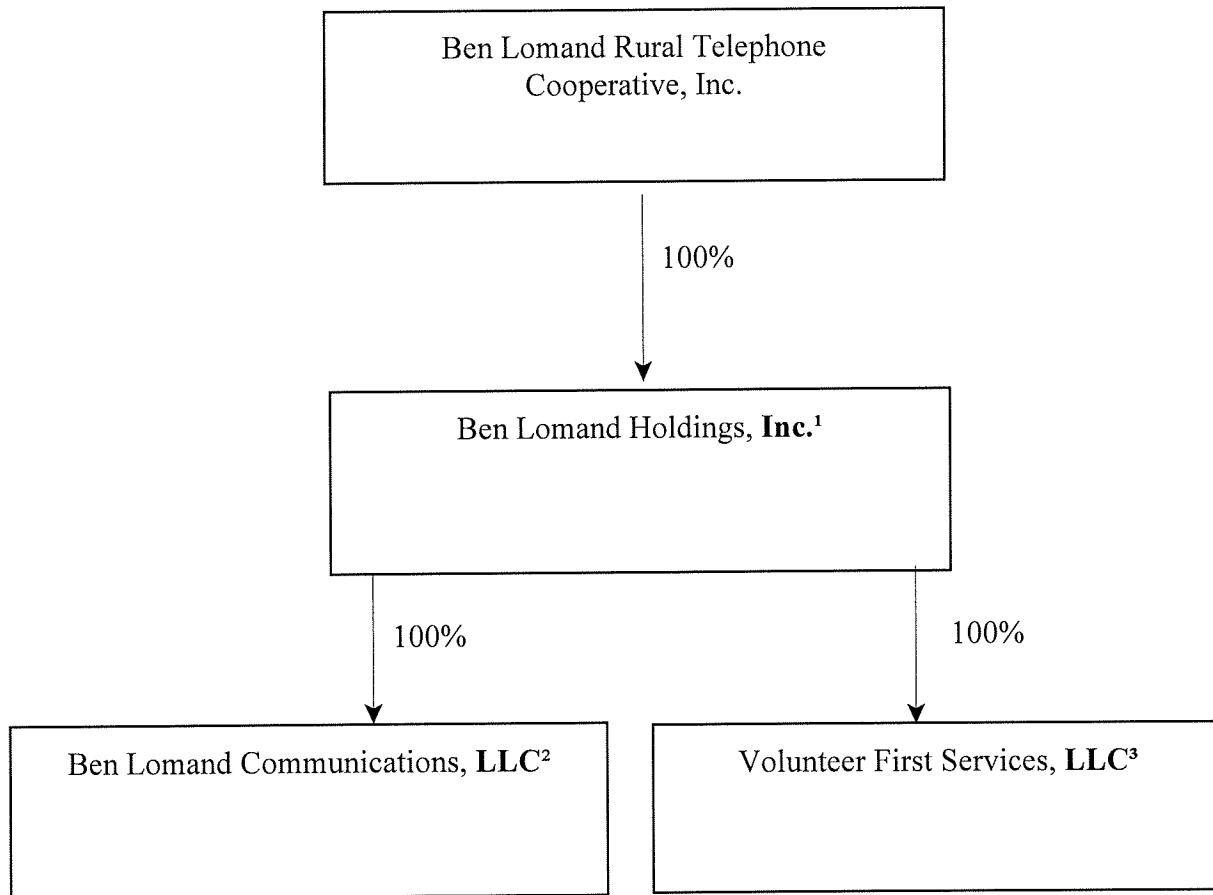 Ben Lomand Rural Telephone
Cooperative, Inc.
100%
Ben Lomand Holdings, Inc.¹
100%
100%
Ben Lomand Communications, LLC²
Volunteer First Services, LLC³